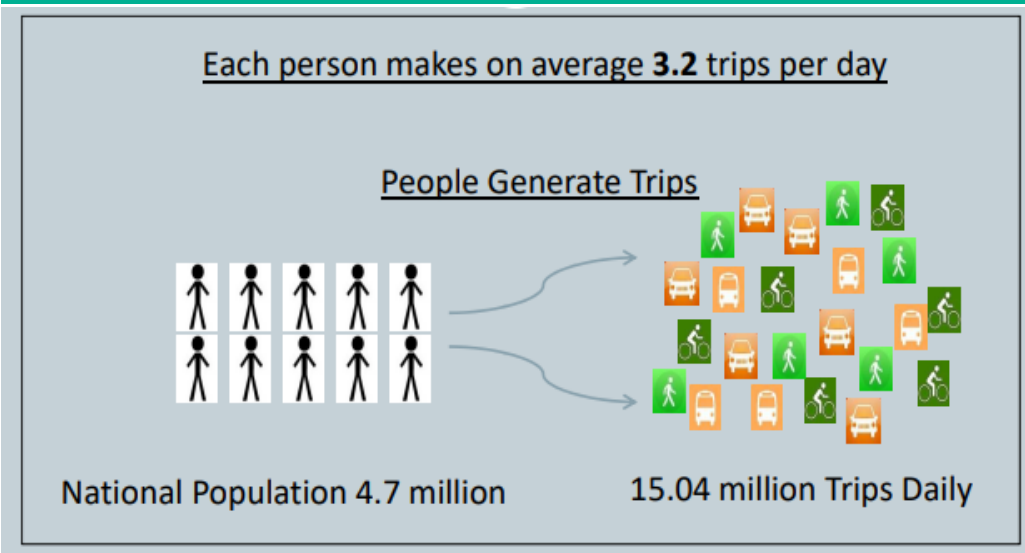 Each person makes on average 3.2 trips per day
People Generate Trips
National Population 4.7 million
15.04 million Trips Daily